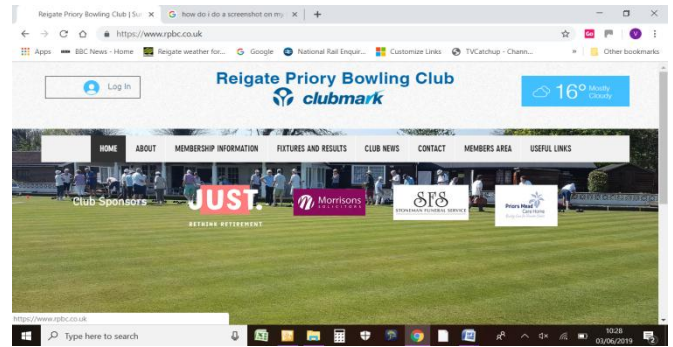 Reigate Priory Bowling Club | Sur
how do i do a screenshot on my
https://www.rpbc.co.uk
Apps
BBC News - Home
Reigate weather for...
Google
National Rail Enquir...
Customize Links
TVCatchup - Chann...
Other bookmarks
Log In
Reigate Priory Bowling Club
clubmark
16° Mostly
Cloudy
HOME ABOUT MEMBERSHIP INFORMATION FIXTURES AND RESULTS CLUB NEWS CONTACT MEMBERS AREA USEFUL LINKS
Club Sponsors
JUST.
RETHINK RETIREMENT
Morrisons
SOLICITORS
SFS
STONEMAN FUNERAL SERVICE
Priors Mead
Care Home
https://www.rpbc.co.uk
Type here to search
10:28
03/06/2019